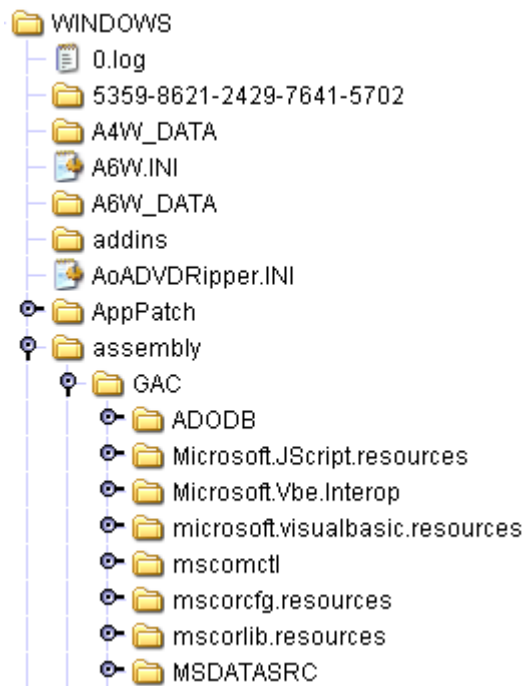 WINDOWS
0.log
5359-8621-2429-7641-5702
A4W_DATA
A6W.INI
A6W_DATA
addins
AoADVDRipper.INI
AppPatch
assembly
GAC
ADODB
Microsoft.JScript.resources
Microsoft.Vbe.Interop
microsoft.visualbasic.resources
mscomctl
mscorcfg.resources
mscorlib.resources
MSDATASRC